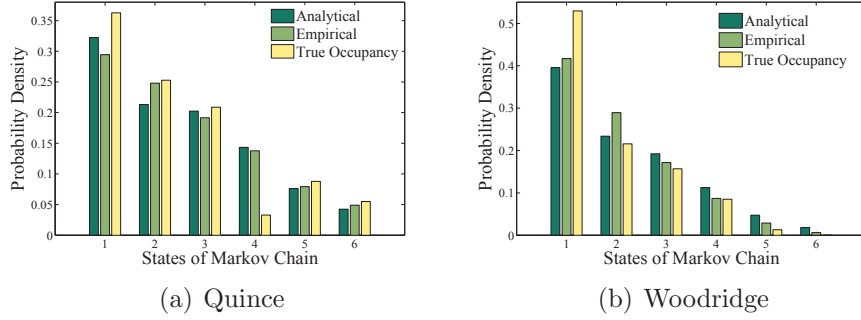 0.35
0.3
0.25
0.2
0.15
0.1
0.05
0
Probability Density
Analytical
Empirical
True Occupancy
1 2 3 4 5 6
States of Markov Chain
(a) Quince
0.5
0.4
0.3
0.2
0.1
0
Probability Density
Analytical
Empirical
True Occupancy
1 2 3 4 5 6
States of Markov Chain
(b) Woodridge